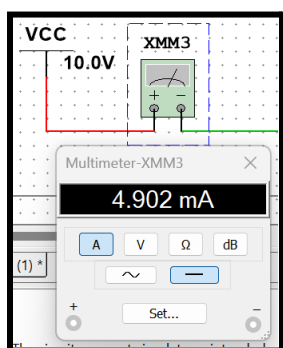 VCC
XMM3
10.0V
+ −
Multimeter-XMM3 ×
4.902 mA
A V Ω dB
~ —
(1) *
+ Set... −